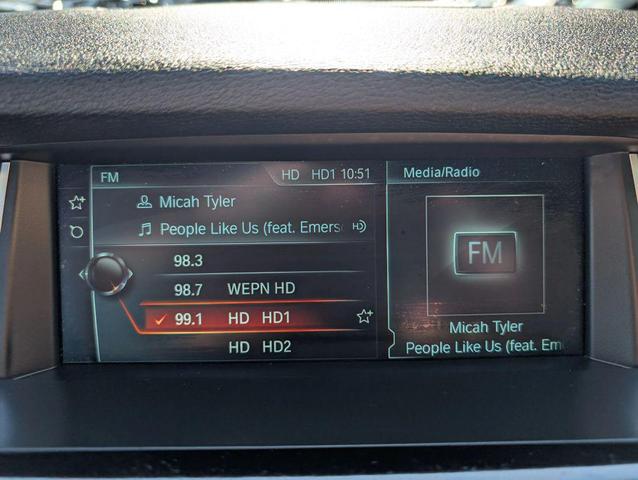 FM HD HD1 10:51 Media/Radio
Micah Tyler
People Like Us (feat. Emers HD
98.3
98.7 WEPN HD
99.1 HD HD1
HD HD2
FM
Micah Tyler
People Like Us (feat. Em